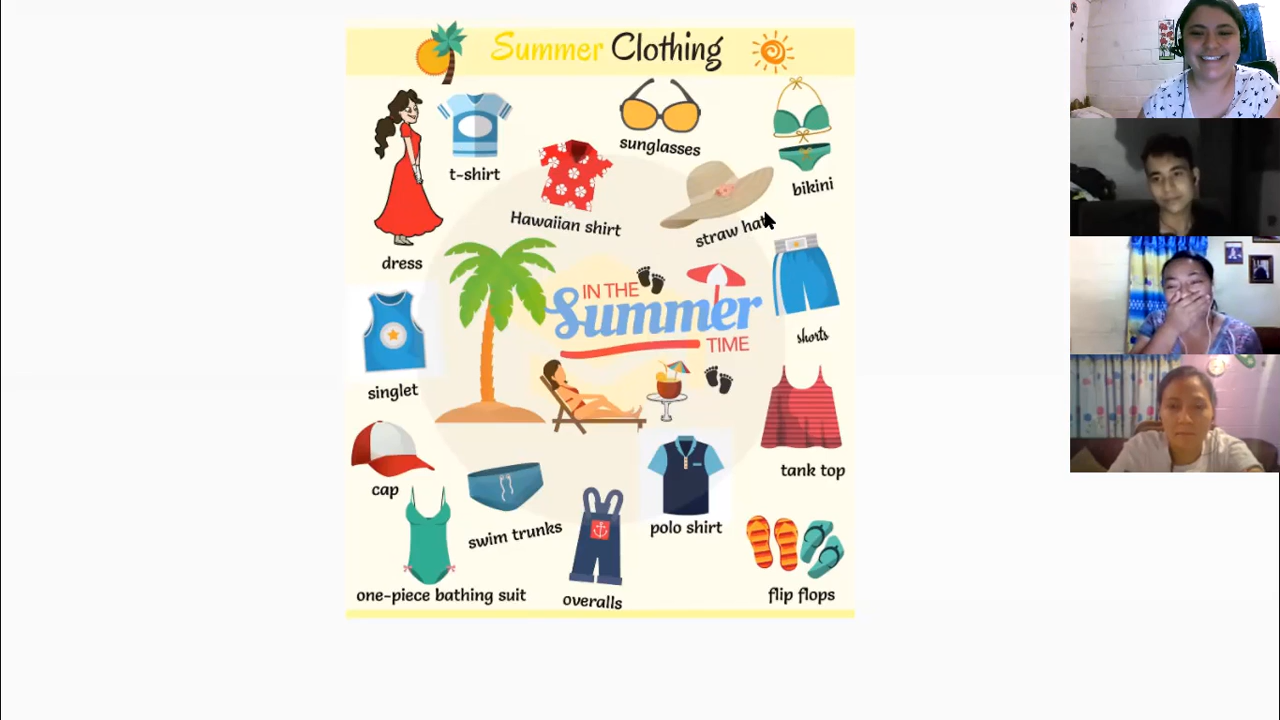 Summer Clothing
sunglasses
t-shirt
bikini
Hawaiian shirt
straw hat
dress
IN THE
Summer
TIME
shorts
singlet
tank top
cap
swim trunks
polo shirt
one-piece bathing suit
overalls
flip flops